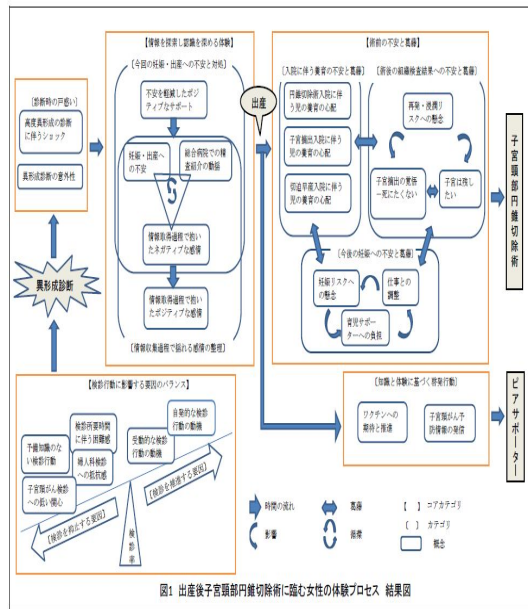 【情報を探索し認識を深める体験】
〔今回の妊娠・出産への不安と対処〕
不安を軽減したポジ
ティブなサポート
妊娠・出産へ
の不安
総合病院での精
査紹介の動揺
情報取得過程で抱い
たネガティブな感情
情報取得過程で抱いた
ポジティブな感情
〔情報収集過程で揺れる感情の整理〕
〔診断時の戸惑い〕
高度異形成の診断
に伴うショック
異形成診断の意外性
異形成診断
出産
【術前の不安と葛藤】
〔入院に伴う養育の不安と葛藤〕
円錐切除術入院に伴
う児の養育の心配
子宮摘出入院に伴う
児の養育の心配
切迫早産入院に伴う
児の養育の心配
〔術後の組織検査結果への不安と葛藤〕
再発・浸潤リ
スクへの懸念
子宮摘出の覚悟
―死にたくない
子宮は残し
たい
〔今後の妊娠への不安と葛藤〕
妊娠リスクへ
の懸念
仕事との
調整
育児サポー
ターへの負担
子宮頸部円錐切除術
【検診行動に影響する要因のバランス】
予備知識のな
い検診行動
検診所要時間
に伴う困難感
子宮頸がん検診
への低い関心
婦人科検診
への抵抗感
受動的な検診
行動の動機
自発的な検診
行動の動機
〔検診を抑止する要因〕
〔検診を推進する要因〕
検診率
〔知識と体験に基づく啓発行動〕
ワクチンへの
期待と推進
子宮頸がん予
防情報の発信
ピアサポーター
時間の流れ
葛藤
【 】 コアカテゴリ
影響
循環
〔 〕 カテゴリ
概念
図1 出産後子宮頸部円錐切除術に臨む女性の体験プロセス 結果図